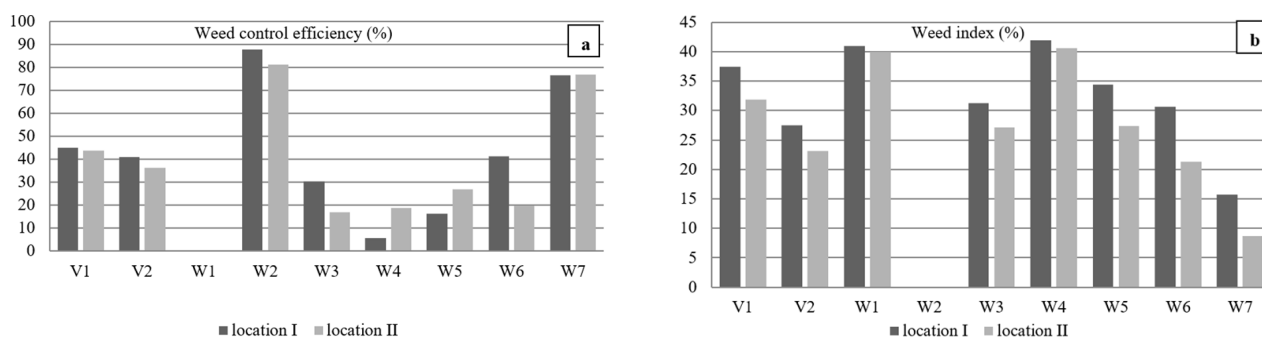 Weed control efficiency (%)
a
100
90
80
70
60
50
40
30
20
10
0
V1 V2 W1 W2 W3 W4 W5 W6 W7
location I location II
Weed index (%)
b
45
40
35
30
25
20
15
10
5
0
V1 V2 W1 W2 W3 W4 W5 W6 W7
location I location II